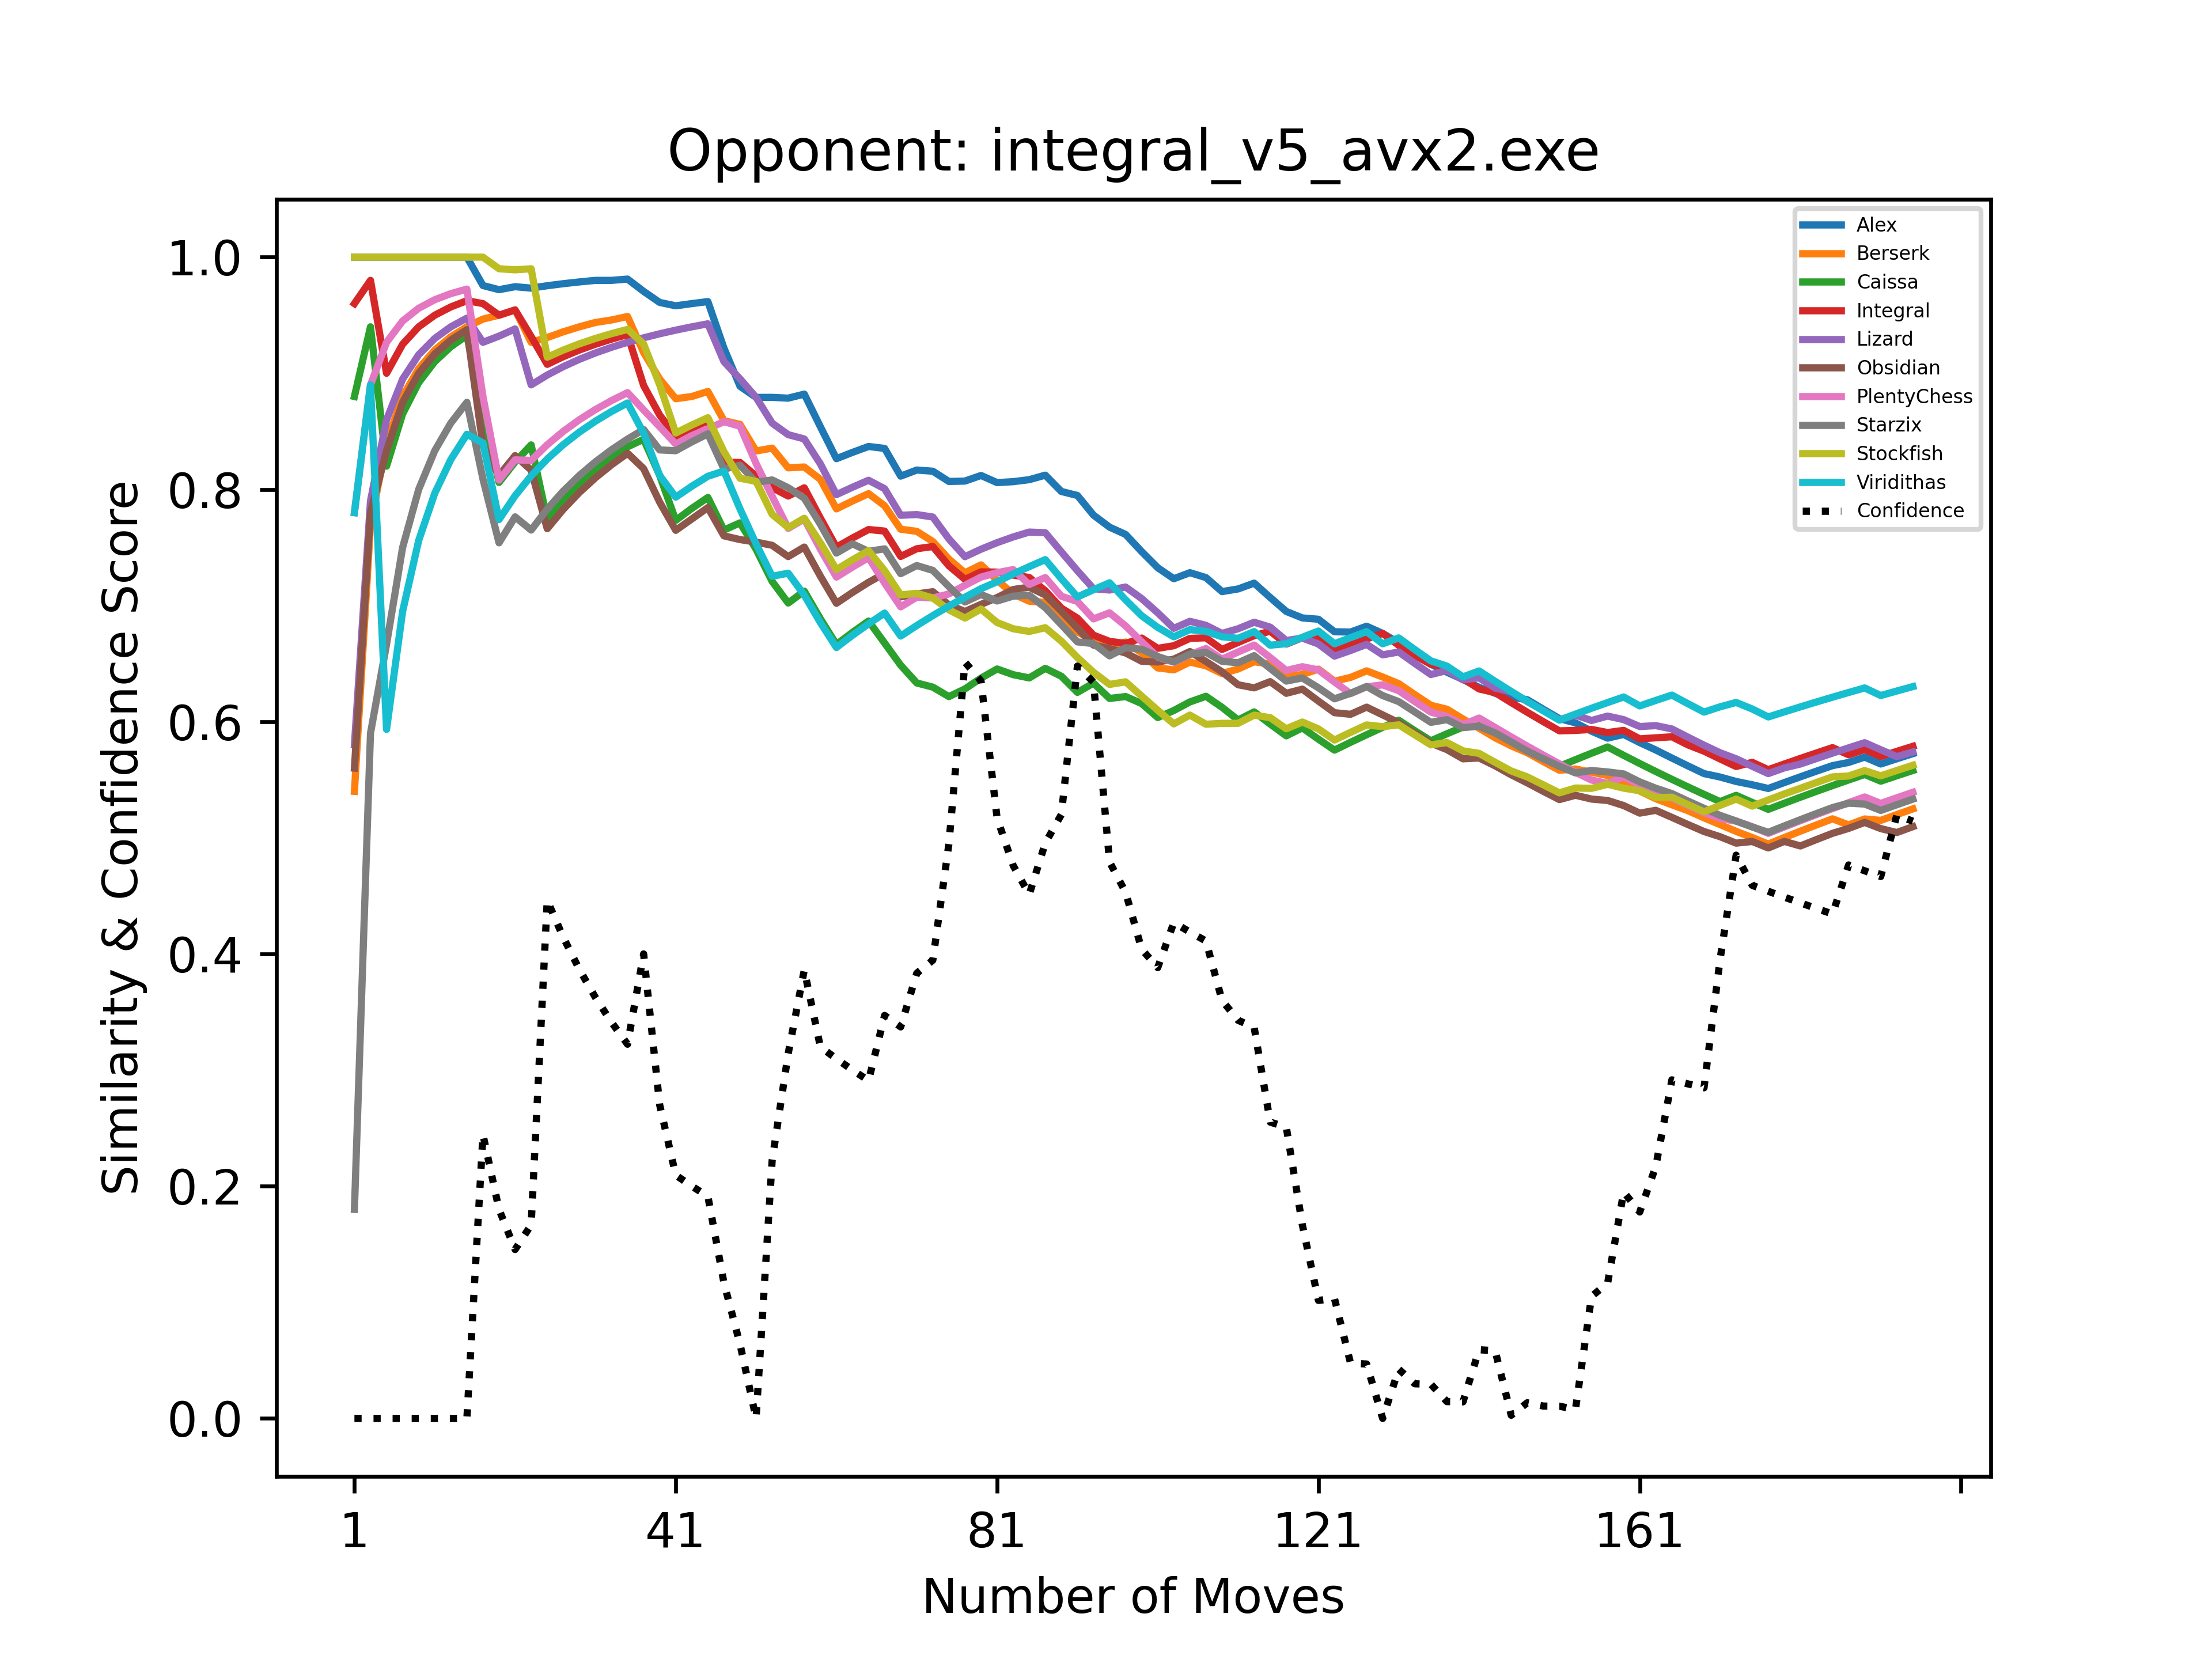 Opponent: integral_v5_avx2.exe
Similarity & Confidence Score
1.0
0.8
0.6
0.4
0.2
0.0
Alex
Berserk
Caissa
Integral
Lizard
Obsidian
PlentyChess
Starzix
Stockfish
Viridithas
Confidence
1 41 81 121 161
Number of Moves